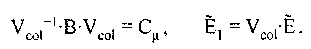 V_col⁻¹·B·V_col = C_μ,  Ẽ_1 = V_col·Ẽ.